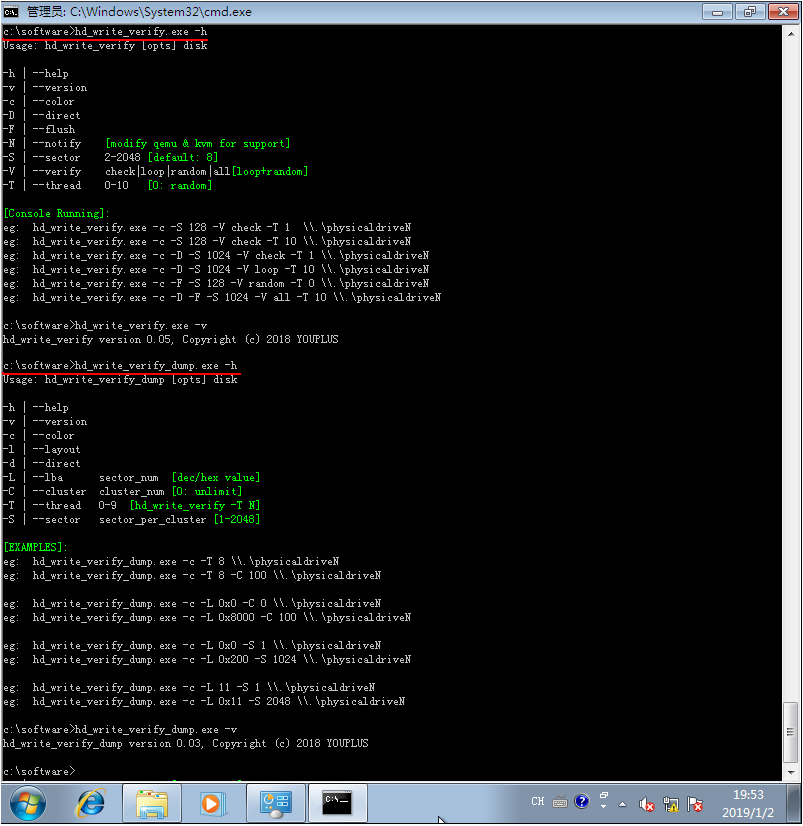 管理员: C:\Windows\System32\cmd.exe
c:\software>hd_write_verify.exe -h
Usage: hd_write_verify [opts] disk
-h | --help
-v | --version
-c | --color
-D | --direct
-F | --flush
-N | --notify [modify qemu & kvm for support]
-S | --sector 2-2048 [default: 8]
-V | --verify check|loop|random|all[loop+random]
-T | --thread 0-10 [0: random]
[Console Running]:
eg: hd_write_verify.exe -c -S 128 -V check -T 1 \\.\physicaldriveN
eg: hd_write_verify.exe -c -S 128 -V check -T 10 \\.\physicaldriveN
eg: hd_write_verify.exe -c -D -S 1024 -V check -T 1 \\.\physicaldriveN
eg: hd_write_verify.exe -c -D -S 1024 -V loop -T 10 \\.\physicaldriveN
eg: hd_write_verify.exe -c -F -S 128 -V random -T 0 \\.\physicaldriveN
eg: hd_write_verify.exe -c -D -F -S 1024 -V all -T 10 \\.\physicaldriveN
c:\software>hd_write_verify.exe -v
hd_write_verify version 0.05, Copyright (c) 2018 YOUPLUS
c:\software>hd_write_verify_dump.exe -h
Usage: hd_write_verify_dump [opts] disk
-h | --help
-v | --version
-c | --color
-l | --layout
-d | --direct
-L | --lba sector_num [dec/hex value]
-C | --cluster cluster_num [0: unlimit]
-T | --thread 0-9 [hd_write_verify -T N]
-S | --sector sector_per_cluster [1-2048]
[EXAMPLES]:
eg: hd_write_verify_dump.exe -c -T 8 \\.\physicaldriveN
eg: hd_write_verify_dump.exe -c -T 8 -C 100 \\.\physicaldriveN
eg: hd_write_verify_dump.exe -c -L 0x0 -C 0 \\.\physicaldriveN
eg: hd_write_verify_dump.exe -c -L 0x8000 -C 100 \\.\physicaldriveN
eg: hd_write_verify_dump.exe -c -L 0x0 -S 1 \\.\physicaldriveN
eg: hd_write_verify_dump.exe -c -L 0x200 -S 1024 \\.\physicaldriveN
eg: hd_write_verify_dump.exe -c -L 11 -S 1 \\.\physicaldriveN
eg: hd_write_verify_dump.exe -c -L 0x11 -S 2048 \\.\physicaldriveN
c:\software>hd_write_verify_dump.exe -v
hd_write_verify_dump version 0.03, Copyright (c) 2018 YOUPLUS
c:\software>
CH
19:53
2019/1/2